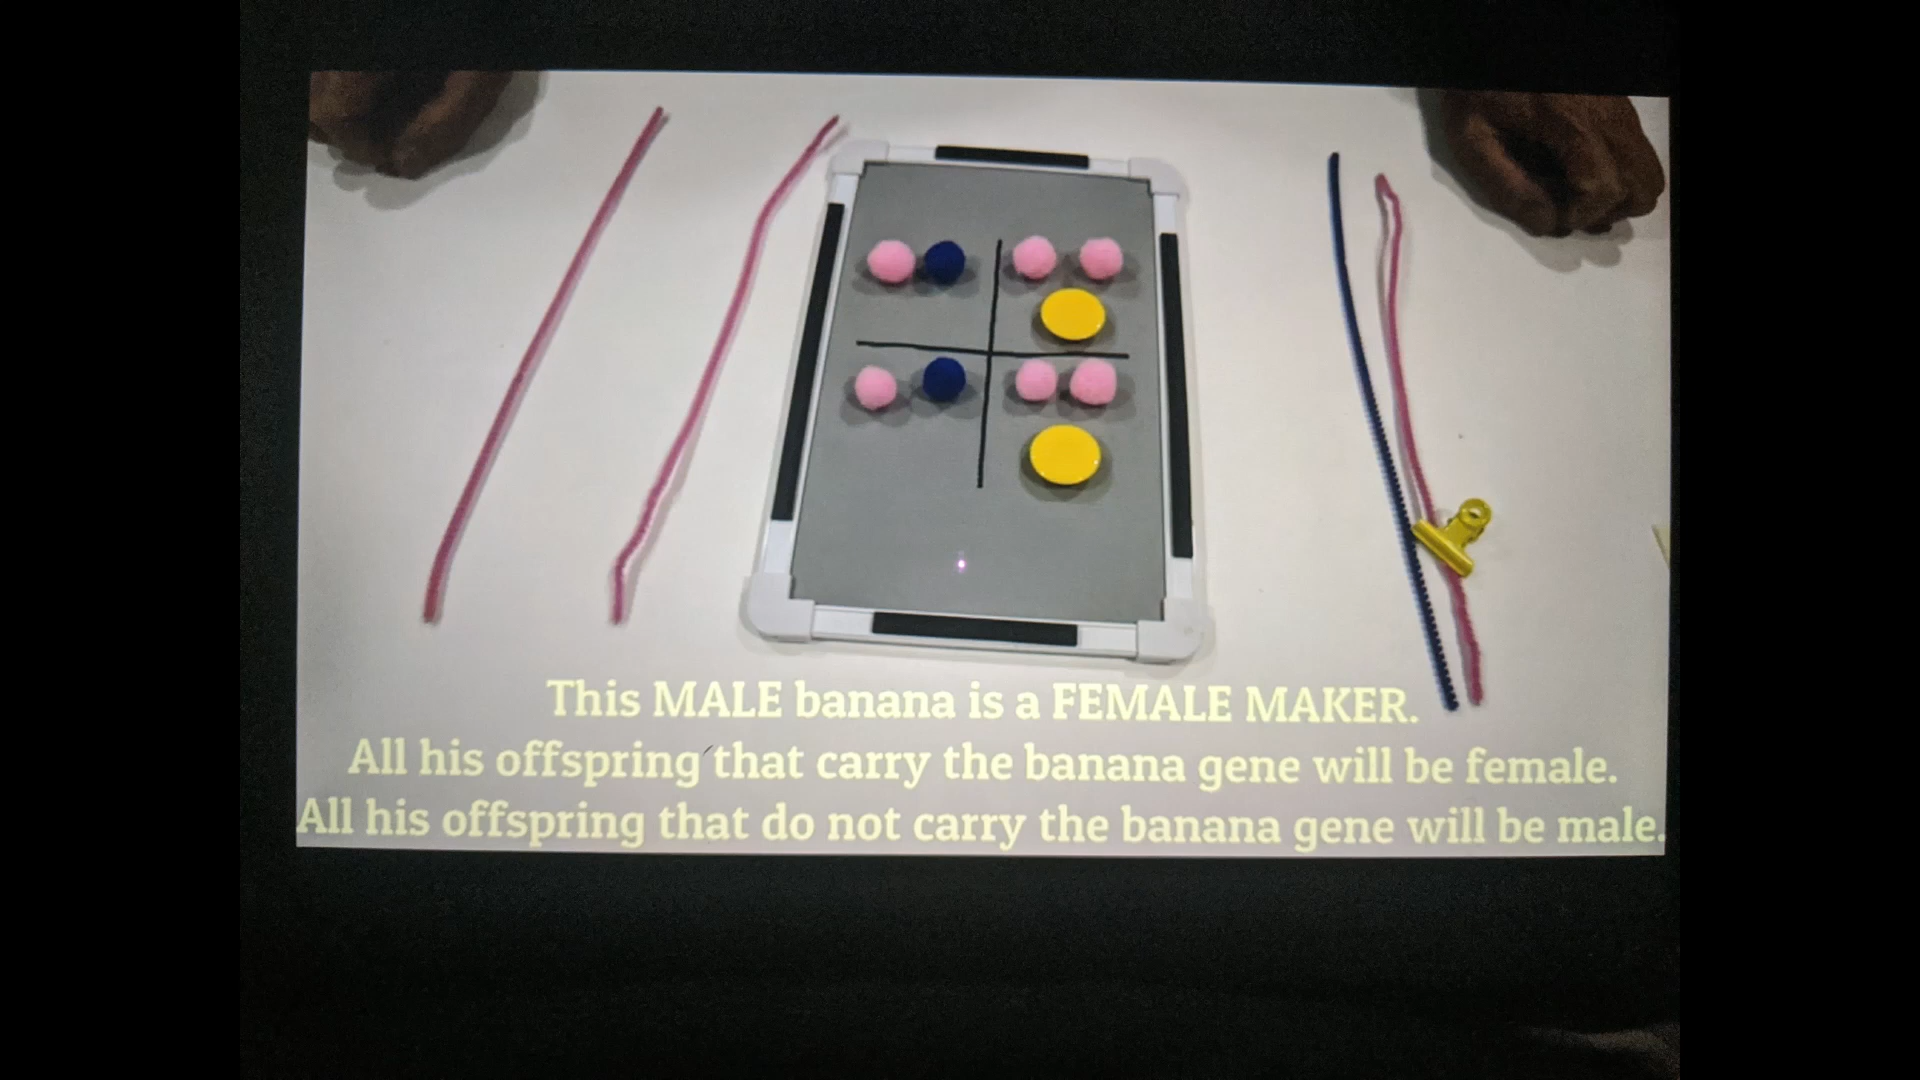 This MALE banana is a FEMALE MAKER.
All his offspring that carry the banana gene will be female.
All his offspring that do not carry the banana gene will be male.